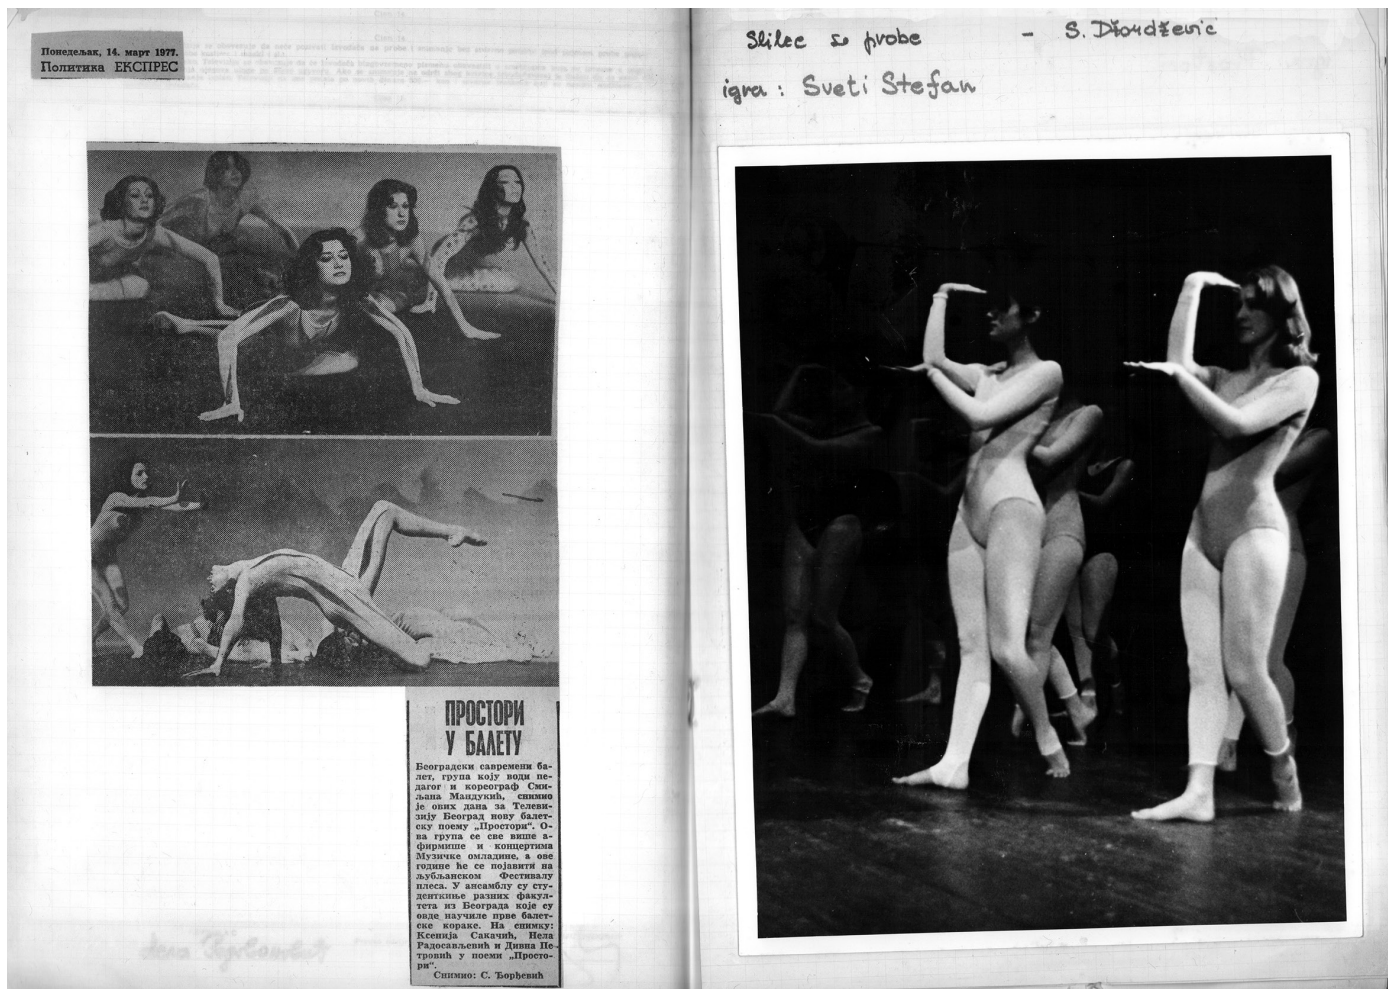 Понедељак, 14. март 1977.
Политика ЕКСПРЕС
ПРОСТОРИ
У БАЛЕТУ
Београдски савремени ба-
лет, група коју води пе-
дагог и кореограф Сми-
љана Мандукић, снимио
је ових дана за Телеви-
зију Београд нову балет-
ску поему „Простори“. О-
ва група се све више а-
фирмише и концертима
Музичке омладине, а ове
године ће се појавити на
љубљанском Фестивалу
плеса. У ансамблу су сту-
денткиње разних факул-
тета из Београда које су
овде научиле прве балет-
ске кораке. На снимку:
Ксенија Сакачић, Нела
Радосављевић и Дивна Пе-
тровић у поеми „Просто-
ри“.
Снимио: С. Ђорђевић
Slike sa probe - S. Džordžević
igra : Sveti Stefan